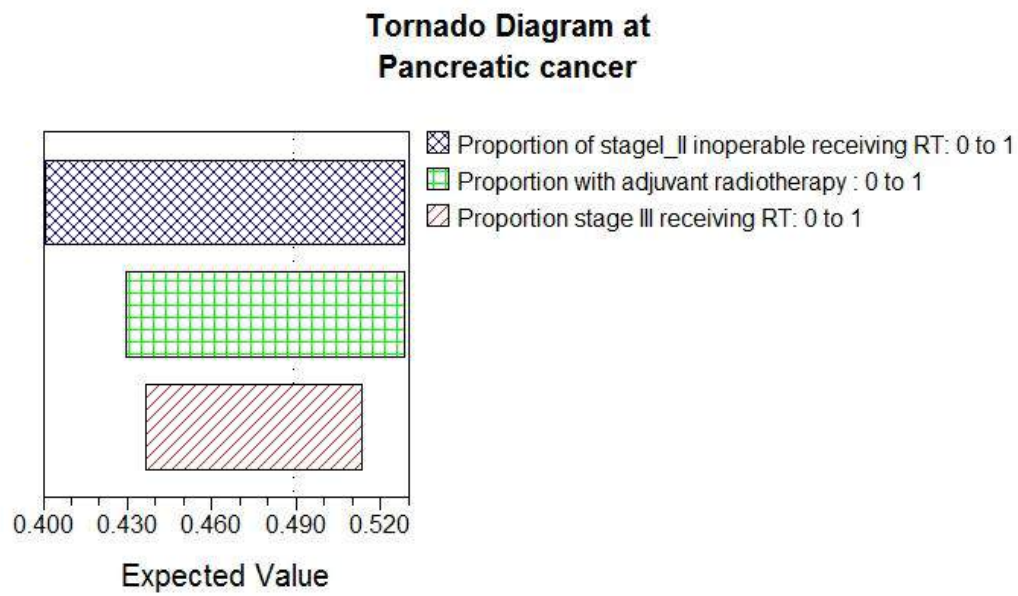 Tornado Diagram at
Pancreatic cancer
Proportion of stageI_II inoperable receiving RT: 0 to 1
Proportion with adjuvant radiotherapy : 0 to 1
Proportion stage III receiving RT: 0 to 1
0.400 0.430 0.460 0.490 0.520
Expected Value